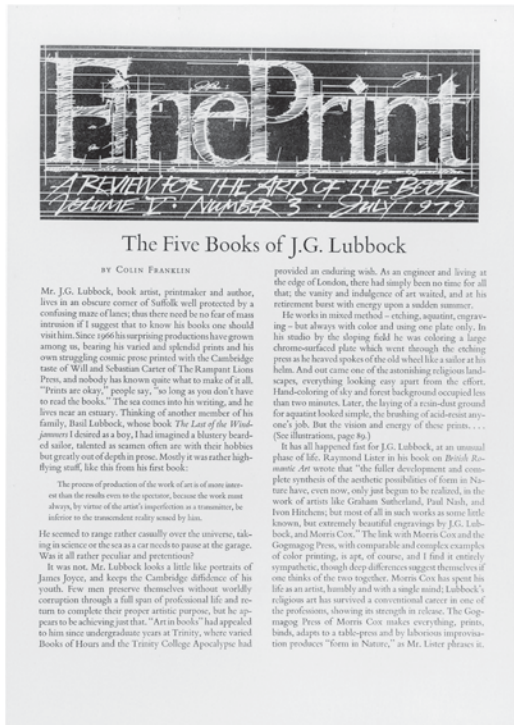 FinePrint
A REVIEW FOR THE ARTS OF THE BOOK
VOLUME V · NUMBER 3 · JULY 1979
The Five Books of J.G. Lubbock
BY COLIN FRANKLIN
Mr. J.G. Lubbock, book artist, printmaker and author,
lives in an obscure corner of Suffolk well protected by a
confusing maze of lanes; thus there need be no fear of mass
intrusion if I suggest that to know his books one should
visit him. Since 1966 his surprising productions have grown
among us, bearing his varied and splendid prints and his
own struggling cosmic prose printed with the Cambridge
taste of Will and Sebastian Carter of The Rampant Lions
Press, and nobody has known quite what to make of it all.
"Prints are okay," people say, "so long as you don't have
to read the books." The sea comes into his writing, and he
lives near an estuary. Thinking of another member of his
family, Basil Lubbock, whose book The Last of the Wind-
jammers I desired as a boy, I had imagined a blustery beard-
ed sailor, talented as seamen often are with their hobbies
but greatly out of depth in prose. Mostly it was rather high-
flying stuff, like this from his first book:
The process of production of the work of art is of more inter-
est than the results even to the spectator, because the work must
always, by virtue of the artist's imperfection as a transmitter, be
inferior to the transcendent reality sensed by him.
He seemed to range rather casually over the universe, tak-
ing in science or the sea as a car needs to pause at the garage.
Was it all rather peculiar and pretentious?
It was not. Mr. Lubbock looks a little like portraits of
James Joyce, and keeps the Cambridge diffidence of his
youth. Few men preserve themselves without worldly
corruption through a full span of professional life and re-
turn to complete their proper artistic purpose, but he ap-
pears to be achieving just that. "Art in books" had appealed
to him since undergraduate years at Trinity, where varied
Books of Hours and the Trinity College Apocalypse had
provided an enduring wish. As an engineer and living at
the edge of London, there had simply been no time for all
that; the vanity and indulgence of art waited, and at his
retirement burst with energy upon a sudden summer.
He works in mixed method – etching, aquatint, engrav-
ing – but always with color and using one plate only. In
his studio by the sloping field he was coloring a large
chrome-surfaced plate which went through the etching
press as he heaved spokes of the old wheel like a sailor at his
helm. And out came one of the astonishing religious land-
scapes, everything looking easy apart from the effort.
Hand-coloring of sky and forest background occupied less
than two minutes. Later, the laying of a resin-dust ground
for aquatint looked simple, the brushing of acid-resist any-
one's job. But the vision and energy of these prints. . . .
(See illustrations, page 89.)
It has all happened fast for J.G. Lubbock, at an unusual
phase of life. Raymond Lister in his book on British Ro-
mantic Art wrote that "the fuller development and com-
plete synthesis of the aesthetic possibilities of form in Na-
ture have, even now, only just begun to be realized, in the
work of artists like Graham Sutherland, Paul Nash, and
Ivon Hitchens; but most of all in such works as some little
known, but extremely beautiful engravings by J.G. Lub-
bock, and Morris Cox." The link with Morris Cox and the
Gogmagog Press, with comparable and complex examples
of color printing, is apt, of course, and I find it entirely
sympathetic, though deep differences suggest themselves if
one thinks of the two together. Morris Cox has spent his
life as an artist, humbly and with a single mind; Lubbock's
religious art has survived a conventional career in one of
the professions, showing its strength in release. The Gog-
magog Press of Morris Cox makes everything, prints,
binds, adapts to a table-press and by laborious improvisa-
tion produces "form in Nature," as Mr. Lister phrases it.